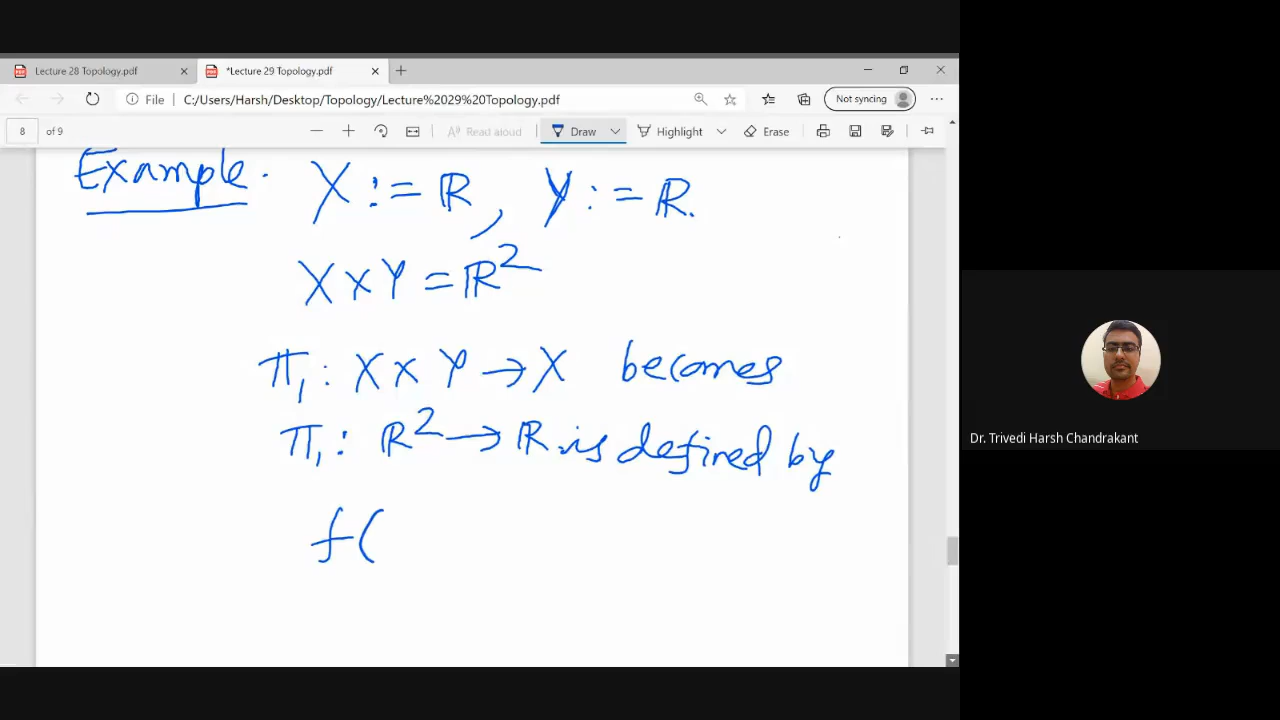 Lecture 28 Topology.pdf
*Lecture 29 Topology.pdf
File C:/Users/Harsh/Desktop/Topology/Lecture%2029%20Topology.pdf Not syncing
8 of 9 Read aloud Draw Highlight Erase
Example. X := ℝ, Y := ℝ.
X × Y = ℝ²
π₁ : X × Y → X becomes
π₁ : ℝ² → ℝ is defined by
f(
Dr. Trivedi Harsh Chandrakant